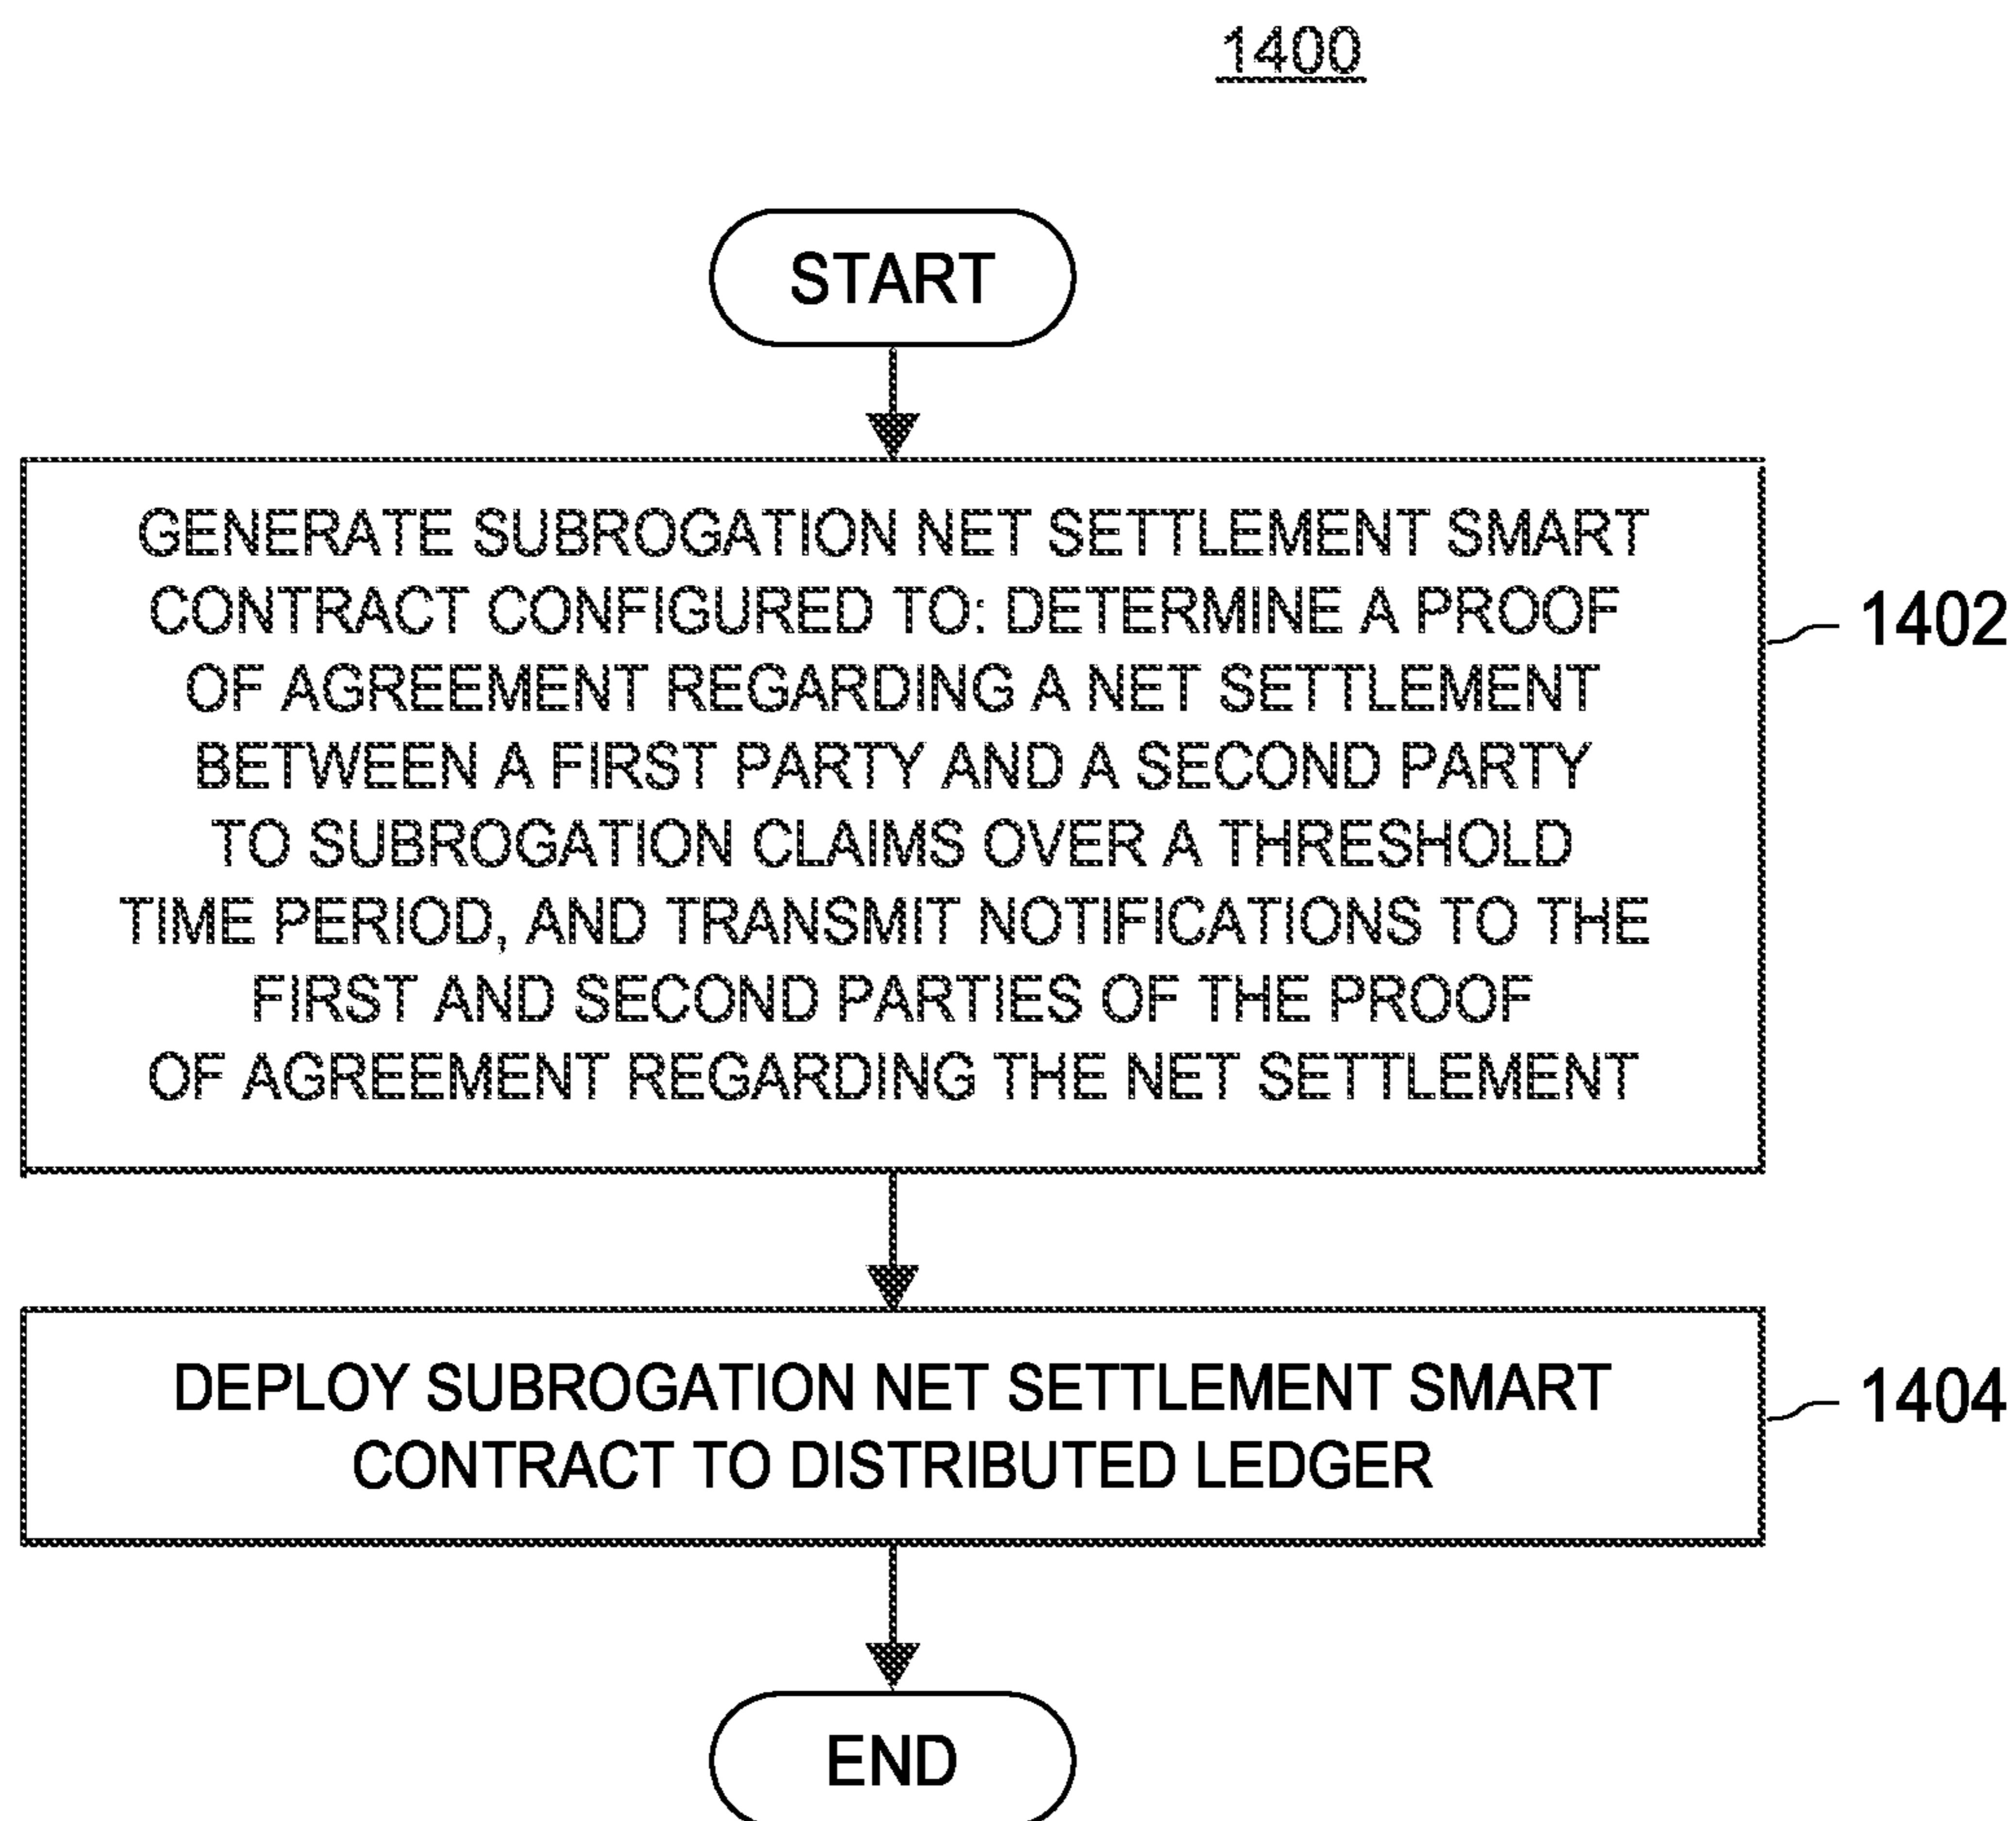 1400
START
GENERATE SUBROGATION NET SETTLEMENT SMART
CONTRACT CONFIGURED TO: DETERMINE A PROOF
OF AGREEMENT REGARDING A NET SETTLEMENT
BETWEEN A FIRST PARTY AND A SECOND PARTY
TO SUBROGATION CLAIMS OVER A THRESHOLD
TIME PERIOD, AND TRANSMIT NOTIFICATIONS TO THE
FIRST AND SECOND PARTIES OF THE PROOF
OF AGREEMENT REGARDING THE NET SETTLEMENT
1402
DEPLOY SUBROGATION NET SETTLEMENT SMART
CONTRACT TO DISTRIBUTED LEDGER
1404
END